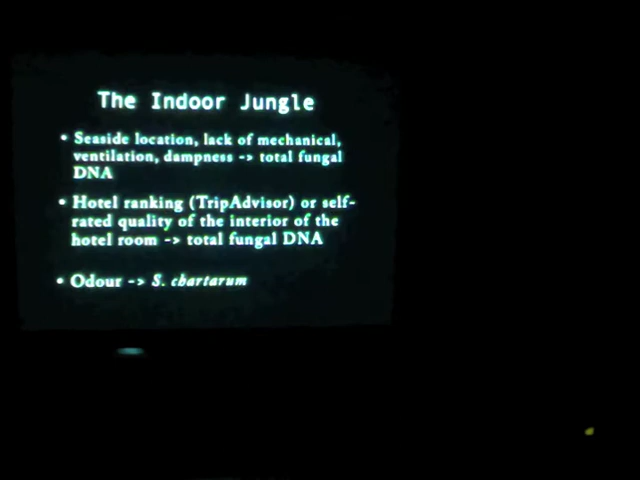 The Indoor Jungle
• Seaside location, lack of mechanical,
ventilation, dampness -> total fungal
DNA
• Hotel ranking (TripAdvisor) or self-
rated quality of the interior of the
hotel room -> total fungal DNA
• Odour -> S. chartarum